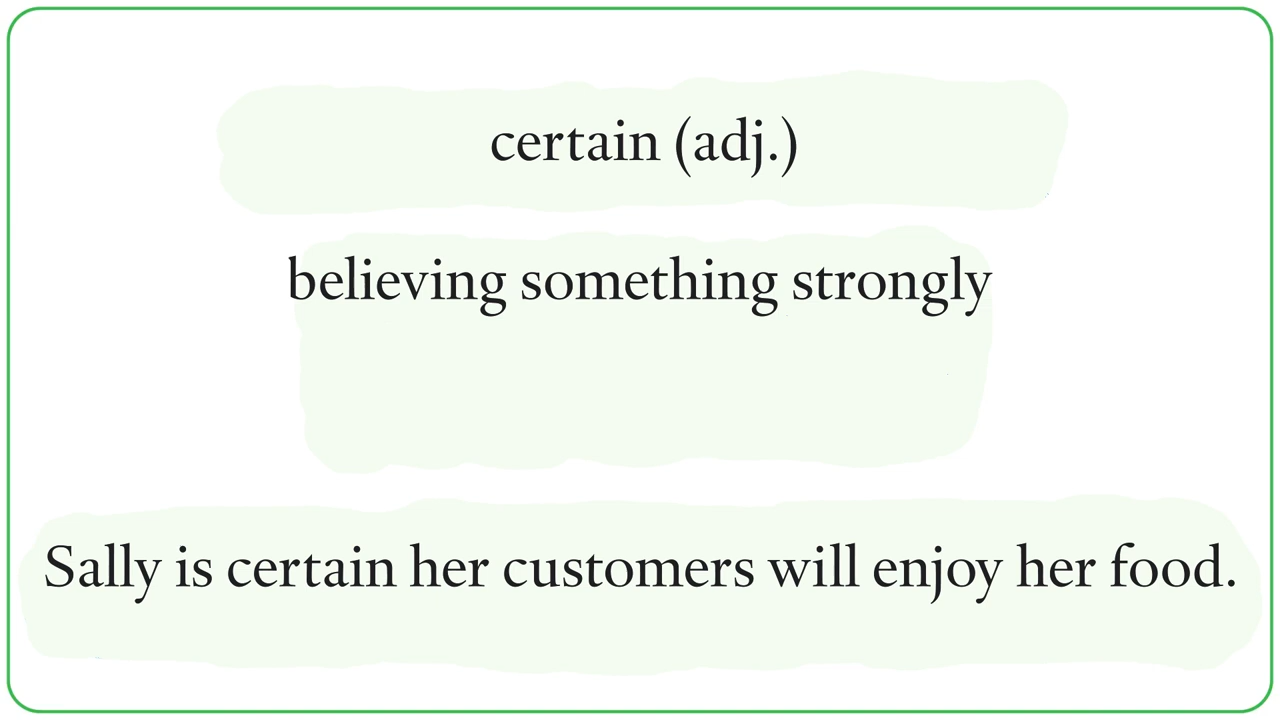 certain (adj.)
believing something strongly
Sally is certain her customers will enjoy her food.